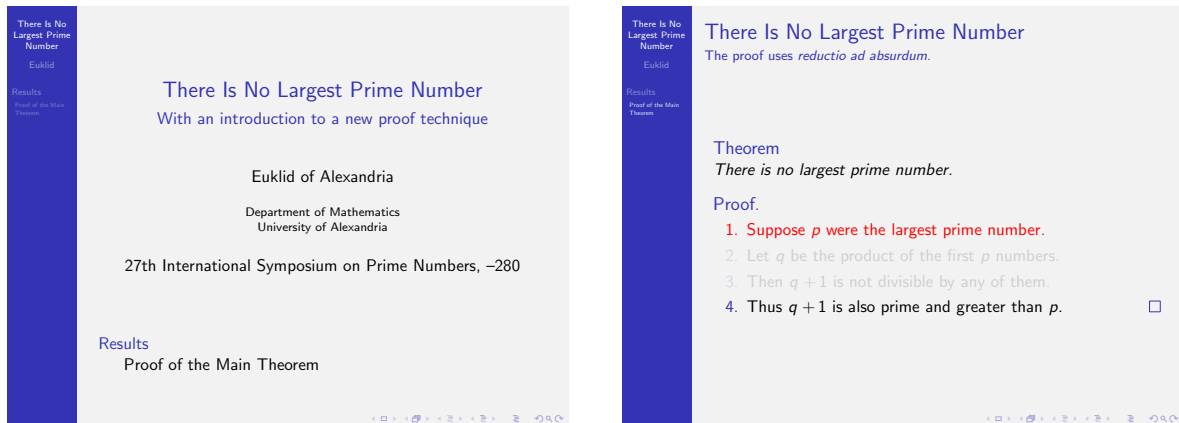 There Is No
Largest Prime
Number
Euklid
Results
Proof of the Main
Theorem
There Is No Largest Prime Number
With an introduction to a new proof technique
Euklid of Alexandria
Department of Mathematics
University of Alexandria
27th International Symposium on Prime Numbers, –280
Results
Proof of the Main Theorem
There Is No
Largest Prime
Number
Euklid
Results
Proof of the Main
Theorem
There Is No Largest Prime Number
The proof uses reductio ad absurdum.
Theorem
There is no largest prime number.
Proof.
1. Suppose p were the largest prime number.
2. Let q be the product of the first p numbers.
3. Then q + 1 is not divisible by any of them.
4. Thus q + 1 is also prime and greater than p. □